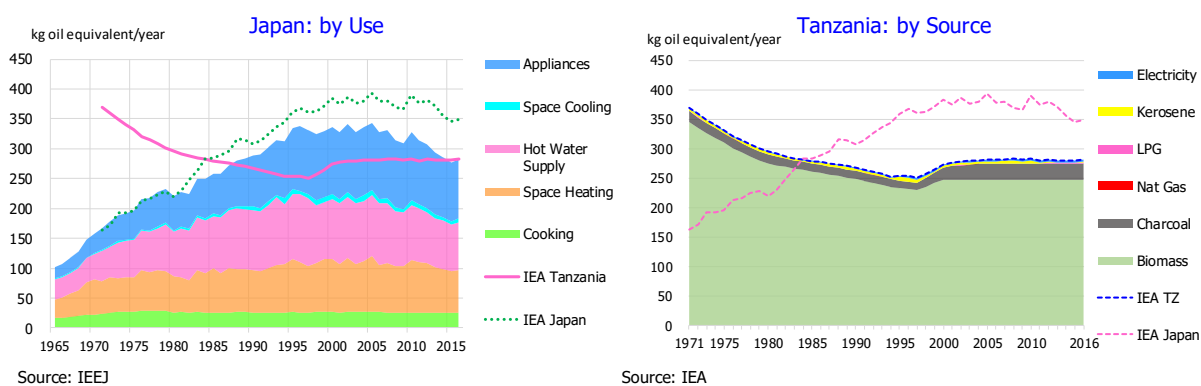 Japan: by Use
kg oil equivalent/year
450
400
350
300
250
200
150
100
50
0
1965 1970 1975 1980 1985 1990 1995 2000 2005 2010 2015
Appliances
Space Cooling
Hot Water
Supply
Space Heating
Cooking
IEA Tanzania
IEA Japan
Source: IEEJ
Tanzania: by Source
kg oil equivalent/year
450
400
350
300
250
200
150
100
50
0
1971 1975 1980 1985 1990 1995 2000 2005 2010 2016
Electricity
Kerosene
LPG
Nat Gas
Charcoal
Biomass
IEA TZ
IEA Japan
Source: IEA